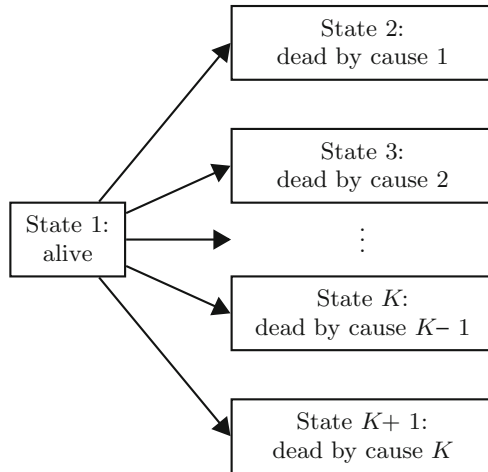 State 2:
dead by cause 1
State 3:
dead by cause 2
State 1:
alive
⋮
State K:
dead by cause K− 1
State K+ 1:
dead by cause K